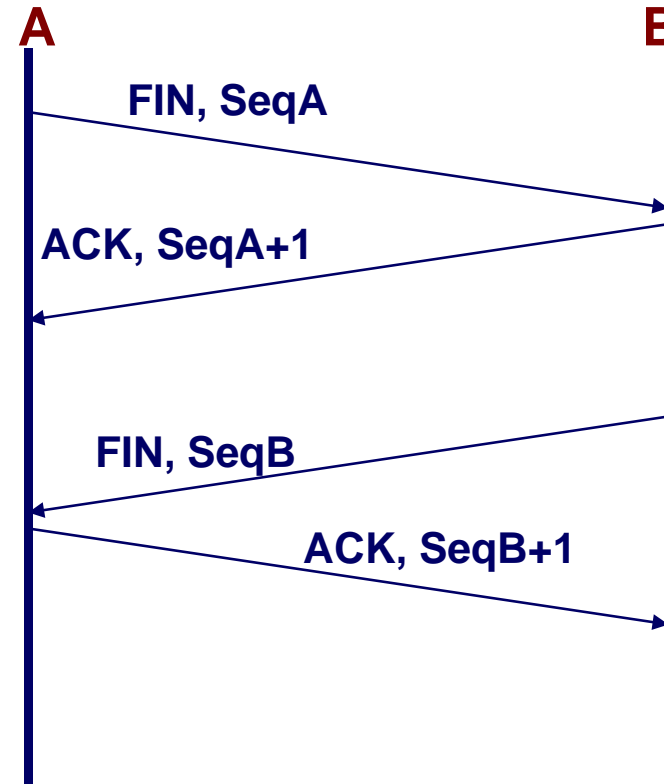 A
B
FIN, SeqA
ACK, SeqA+1
FIN, SeqB
ACK, SeqB+1